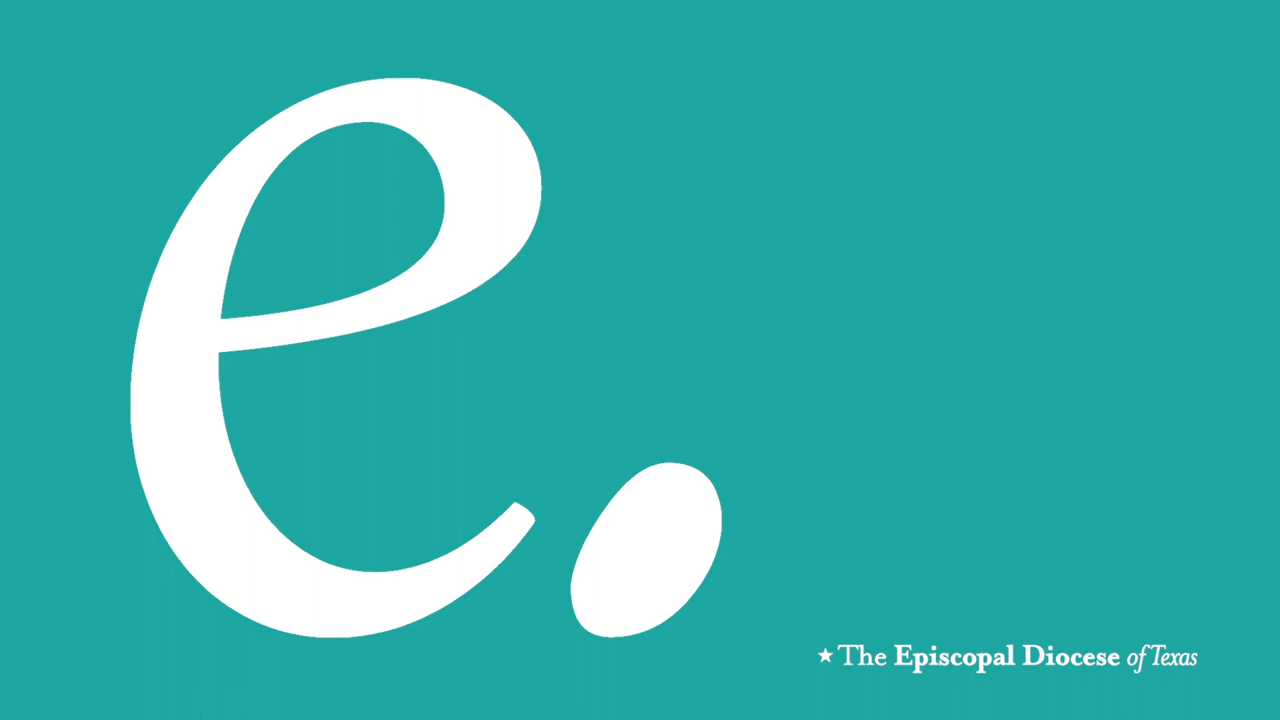 e.
★The Episcopal Diocese of Texas